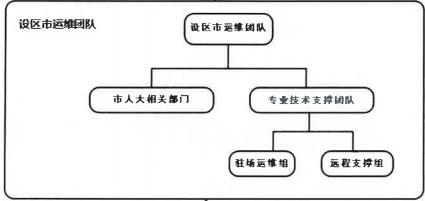 设区市运维团队
设区市运维团队
市人大相关部门
专业技术支撑团队
驻场运维组
远程支撑组